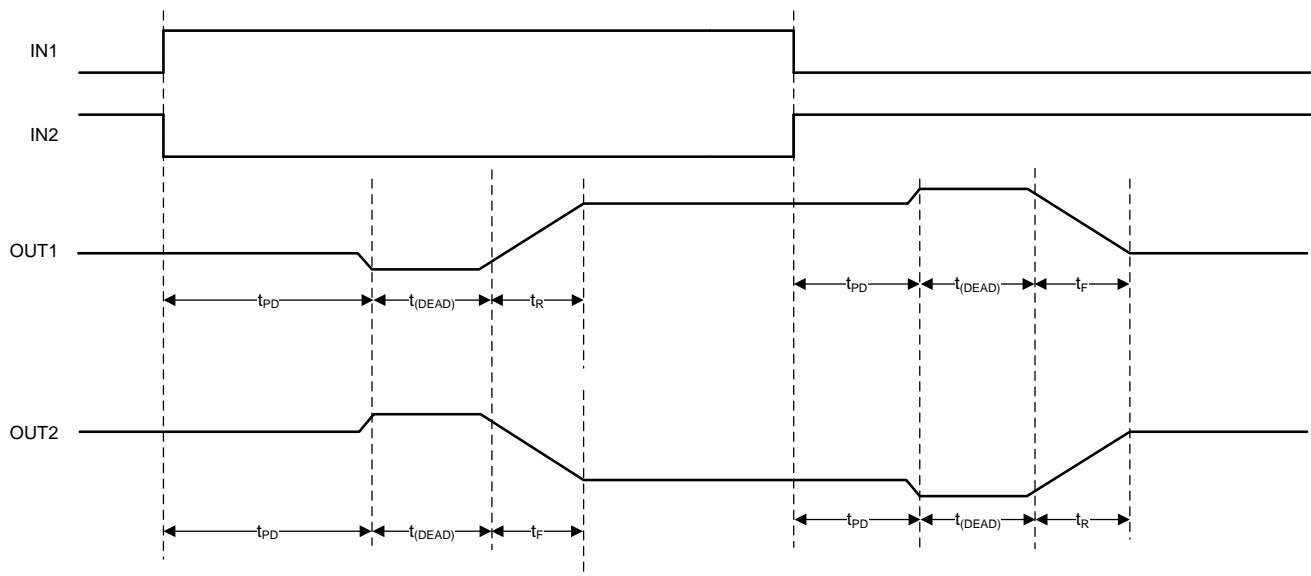 IN1
IN2
OUT1
tPD t(DEAD) tR tPD t(DEAD) tF
OUT2
tPD t(DEAD) tF tPD t(DEAD) tR